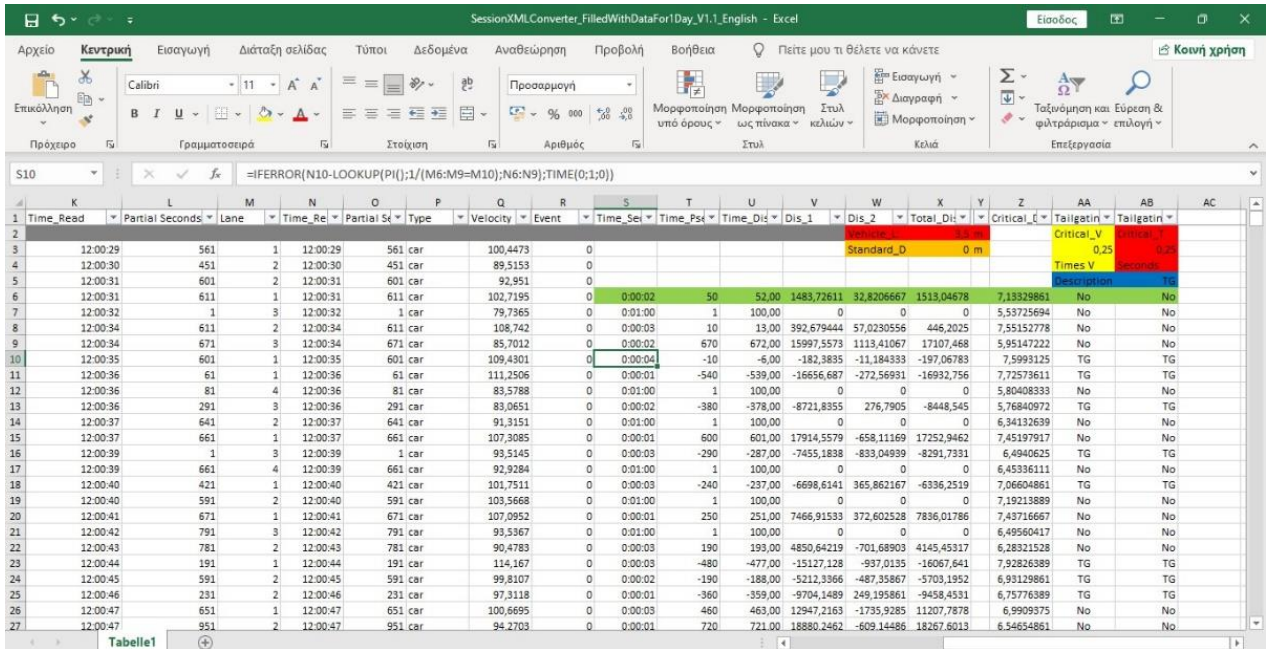 SessionXMLConverter_FilledWithDataFor1Day_V1.1_English - Excel Είσοδος
Αρχείο Κεντρική Εισαγωγή Διάταξη σελίδας Τύποι Δεδομένα Αναθεώρηση Προβολή Βοήθεια Πείτε μου τι θέλετε να κάνετε Κοινή χρήση
Calibri 11 Προσαρμογή Εισαγωγή
Επικόλληση Μορφοποίηση υπό όρους Μορφοποίηση ως πίνακα Στυλ κελιών Διαγραφή Ταξινόμηση και φιλτράρισμα Εύρεση & επιλογή
B I U A % 000 Μορφοποίηση
Πρόχειρο Γραμματοσειρά Στοίχιση Αριθμός Στυλ Κελιά Επεξεργασία
S10 fx =IFERROR(N10-LOOKUP(PI();1/(M6:M9=M10);N6:N9);TIME(0;1;0))
K L M N O P Q R S T U V W X Y Z AA AB AC
1 Time_Read Partial Seconds Lane Time_Re Partial Se Type Velocity Event Time_Sec Time_Pse Time_Dis Dis_1 Dis_2 Total_Dis Critical_D Tailgatin Tailgatin
2 Vehicle_L 3,5 m Critical_V Critical_T
3 12:00:29 561 1 12:00:29 561 car 100,4473 0 Standard_D 0 m 0,25 0,25
4 12:00:30 451 2 12:00:30 451 car 89,5153 0 Times V Seconds
5 12:00:31 601 2 12:00:31 601 car 92,951 0 Description TG
6 12:00:31 611 1 12:00:31 611 car 102,7195 0 0:00:02 50 52,00 1483,72611 32,8206667 1513,04678 7,13329861 No No
7 12:00:32 1 3 12:00:32 1 car 79,7365 0 0:01:00 1 100,00 0 0 0 5,53725694 No No
8 12:00:34 611 2 12:00:34 611 car 108,742 0 0:00:03 10 13,00 392,679444 57,0230556 446,2025 7,55152778 No No
9 12:00:34 671 3 12:00:34 671 car 85,7012 0 0:00:02 670 672,00 15997,5573 1113,41067 17107,468 5,95147222 No No
10 12:00:35 601 1 12:00:35 601 car 109,4301 0 0:00:04 -10 -6,00 -182,3835 -11,184333 -197,06783 7,5993125 TG TG
11 12:00:36 61 1 12:00:36 61 car 111,2506 0 0:00:01 -540 -539,00 -16656,687 -272,56931 -16932,756 7,72573611 TG TG
12 12:00:36 81 4 12:00:36 81 car 83,5788 0 0:01:00 1 100,00 0 0 0 5,80408333 No No
13 12:00:36 291 3 12:00:36 291 car 83,0651 0 0:00:02 -380 -378,00 -8721,8355 276,7905 -8448,545 5,76840972 TG TG
14 12:00:37 641 2 12:00:37 641 car 91,3151 0 0:01:00 1 100,00 0 0 0 6,34132639 No No
15 12:00:37 661 1 12:00:37 661 car 107,3085 0 0:00:01 600 601,00 17914,5579 -658,11169 17252,9462 7,45197917 No No
16 12:00:39 1 3 12:00:39 1 car 93,5145 0 0:00:03 -290 -287,00 -7455,1838 -833,04939 -8291,7331 6,4940625 TG TG
17 12:00:39 661 4 12:00:39 661 car 92,9284 0 0:01:00 1 100,00 0 0 0 6,45336111 No No
18 12:00:40 421 1 12:00:40 421 car 101,7511 0 0:00:03 -240 -237,00 -6698,6141 365,862167 -6336,2519 7,06604861 TG TG
19 12:00:40 591 2 12:00:40 591 car 103,5668 0 0:01:00 1 100,00 0 0 0 7,19213889 No No
20 12:00:41 671 1 12:00:41 671 car 107,0952 0 0:00:01 250 251,00 7466,91533 372,602528 7836,01786 7,43716667 No No
21 12:00:42 791 3 12:00:42 791 car 93,5367 0 0:01:00 1 100,00 0 0 0 6,49560417 No No
22 12:00:43 781 2 12:00:43 781 car 90,4783 0 0:00:03 190 193,00 4850,64219 -701,68903 4145,45317 6,28321528 No No
23 12:00:44 191 1 12:00:44 191 car 114,167 0 0:00:03 -480 -477,00 -15127,128 -937,0135 -16067,641 7,92826389 TG TG
24 12:00:45 591 2 12:00:45 591 car 99,8107 0 0:00:02 -190 -188,00 -5212,3366 -487,35867 -5703,1952 6,93129861 TG TG
25 12:00:46 231 2 12:00:46 231 car 97,3118 0 0:00:01 -360 -359,00 -9704,1489 249,195861 -9458,4531 6,75776389 TG TG
26 12:00:47 651 1 12:00:47 651 car 100,6695 0 0:00:03 460 463,00 12947,2163 -1735,9285 11207,7878 6,9909375 No No
27 12:00:47 951 2 12:00:47 951 car 94,2703 0 0:00:01 720 721,00 18880,2462 -609,14486 18267,6013 6,54654861 No No
Tabelle1